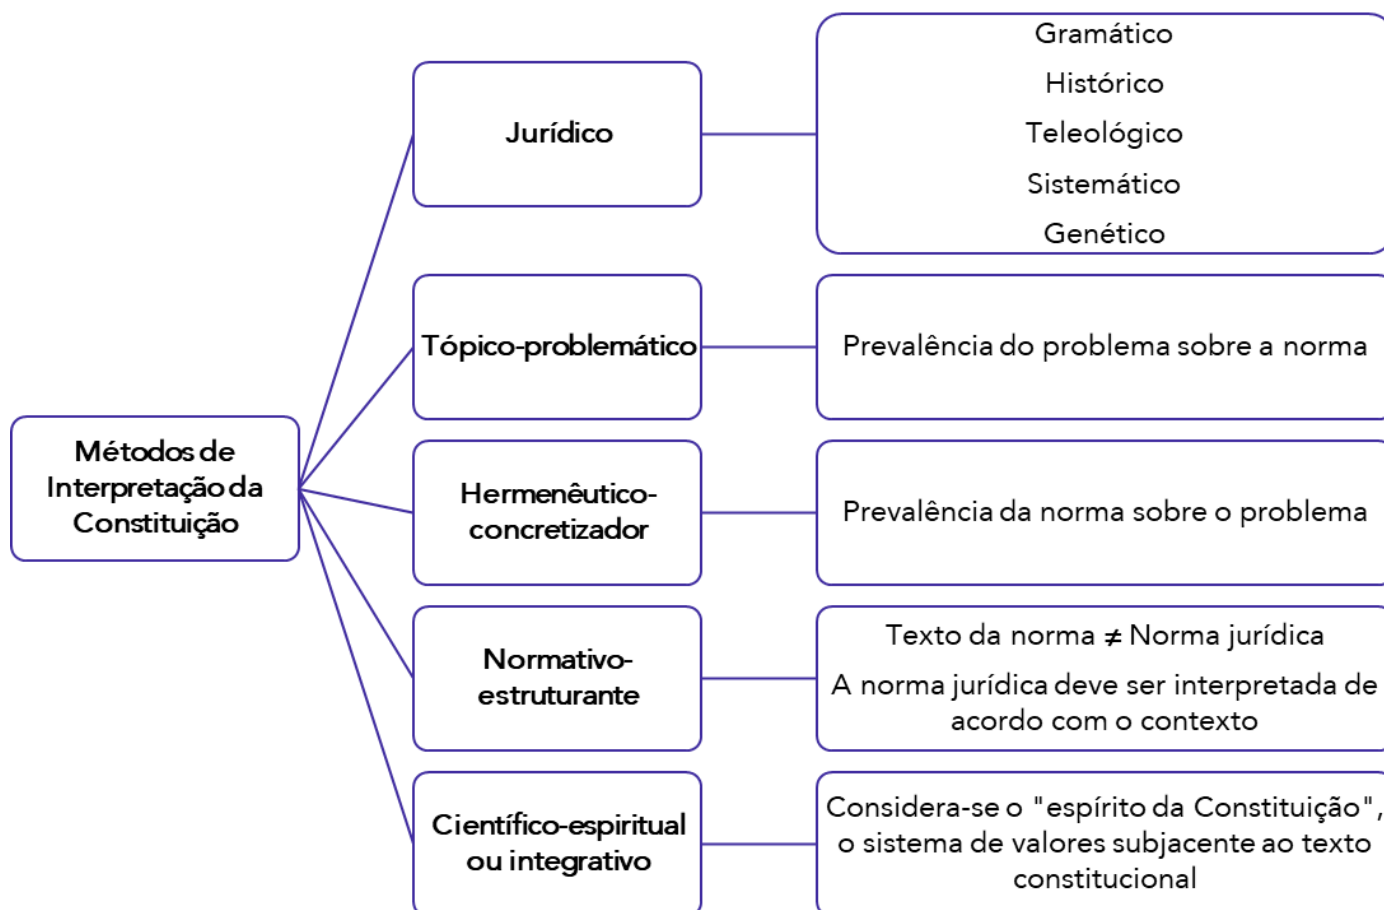 Métodos de
Interpretação da
Constituição
Jurídico
Gramático
Histórico
Teleológico
Sistemático
Genético
Tópico-problemático
Prevalência do problema sobre a norma
Hermenêutico-
concretizador
Prevalência da norma sobre o problema
Normativo-
estruturante
Texto da norma ≠ Norma jurídica
A norma jurídica deve ser interpretada de
acordo com o contexto
Científico-espiritual
ou integrativo
Considera-se o "espírito da Constituição",
o sistema de valores subjacente ao texto
constitucional